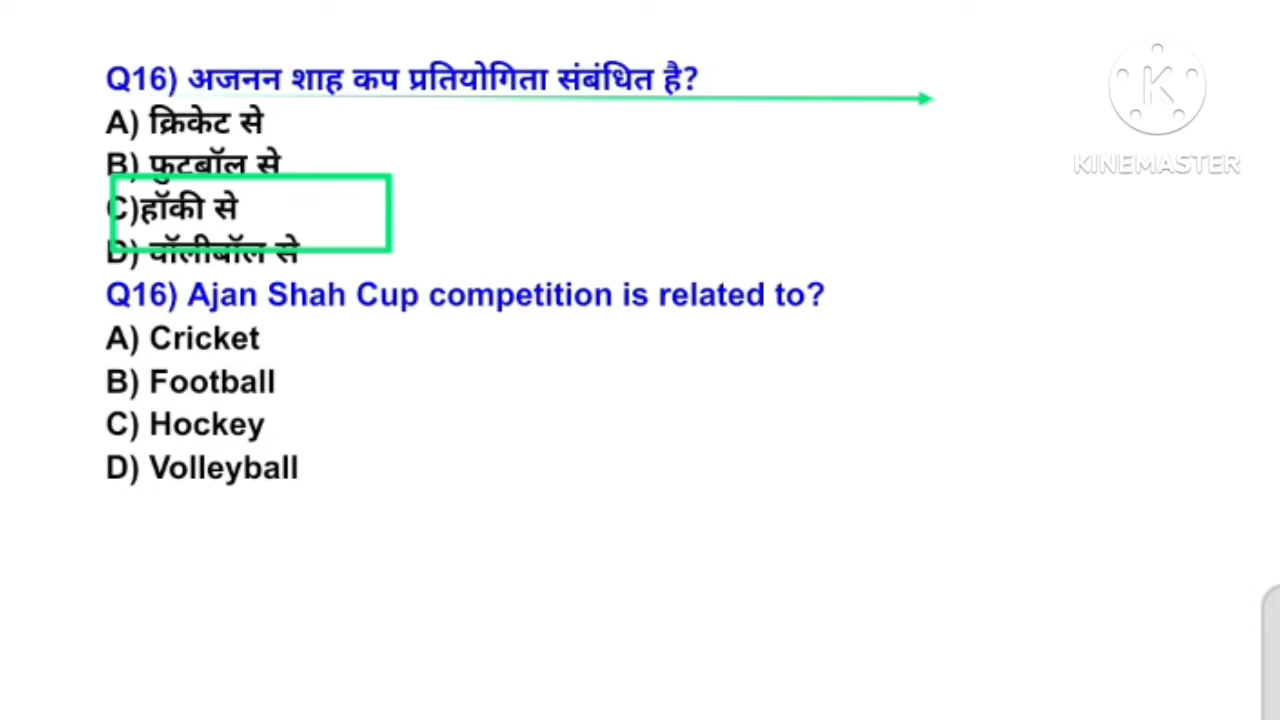 Q16) अजनन शाह कप प्रतियोगिता संबंधित है?
A) क्रिकेट से
B) फुटबॉल से
C)हॉकी से
D) वॉलीबॉल से
Q16) Ajan Shah Cup competition is related to?
A) Cricket
B) Football
C) Hockey
D) Volleyball
K
KINEMASTER